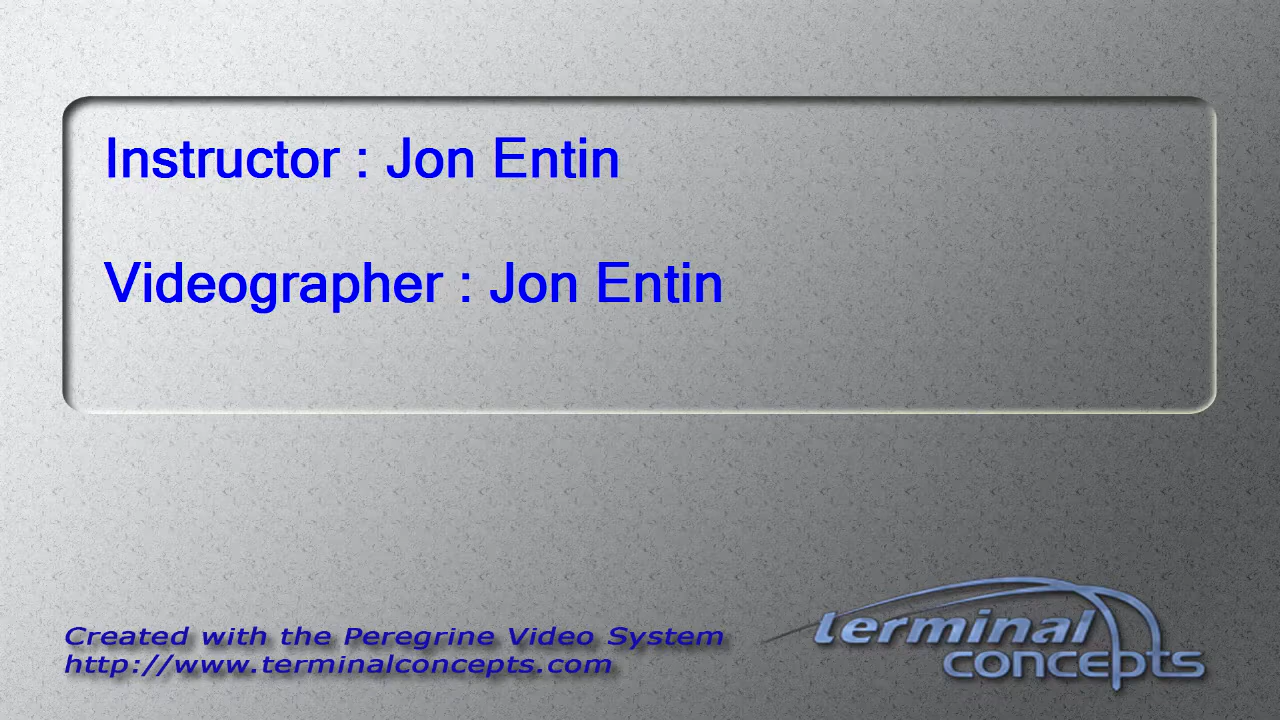 Instructor : Jon Entin
Videographer : Jon Entin
Created with the Peregrine Video System
http://www.terminalconcepts.com
terminal
concepts